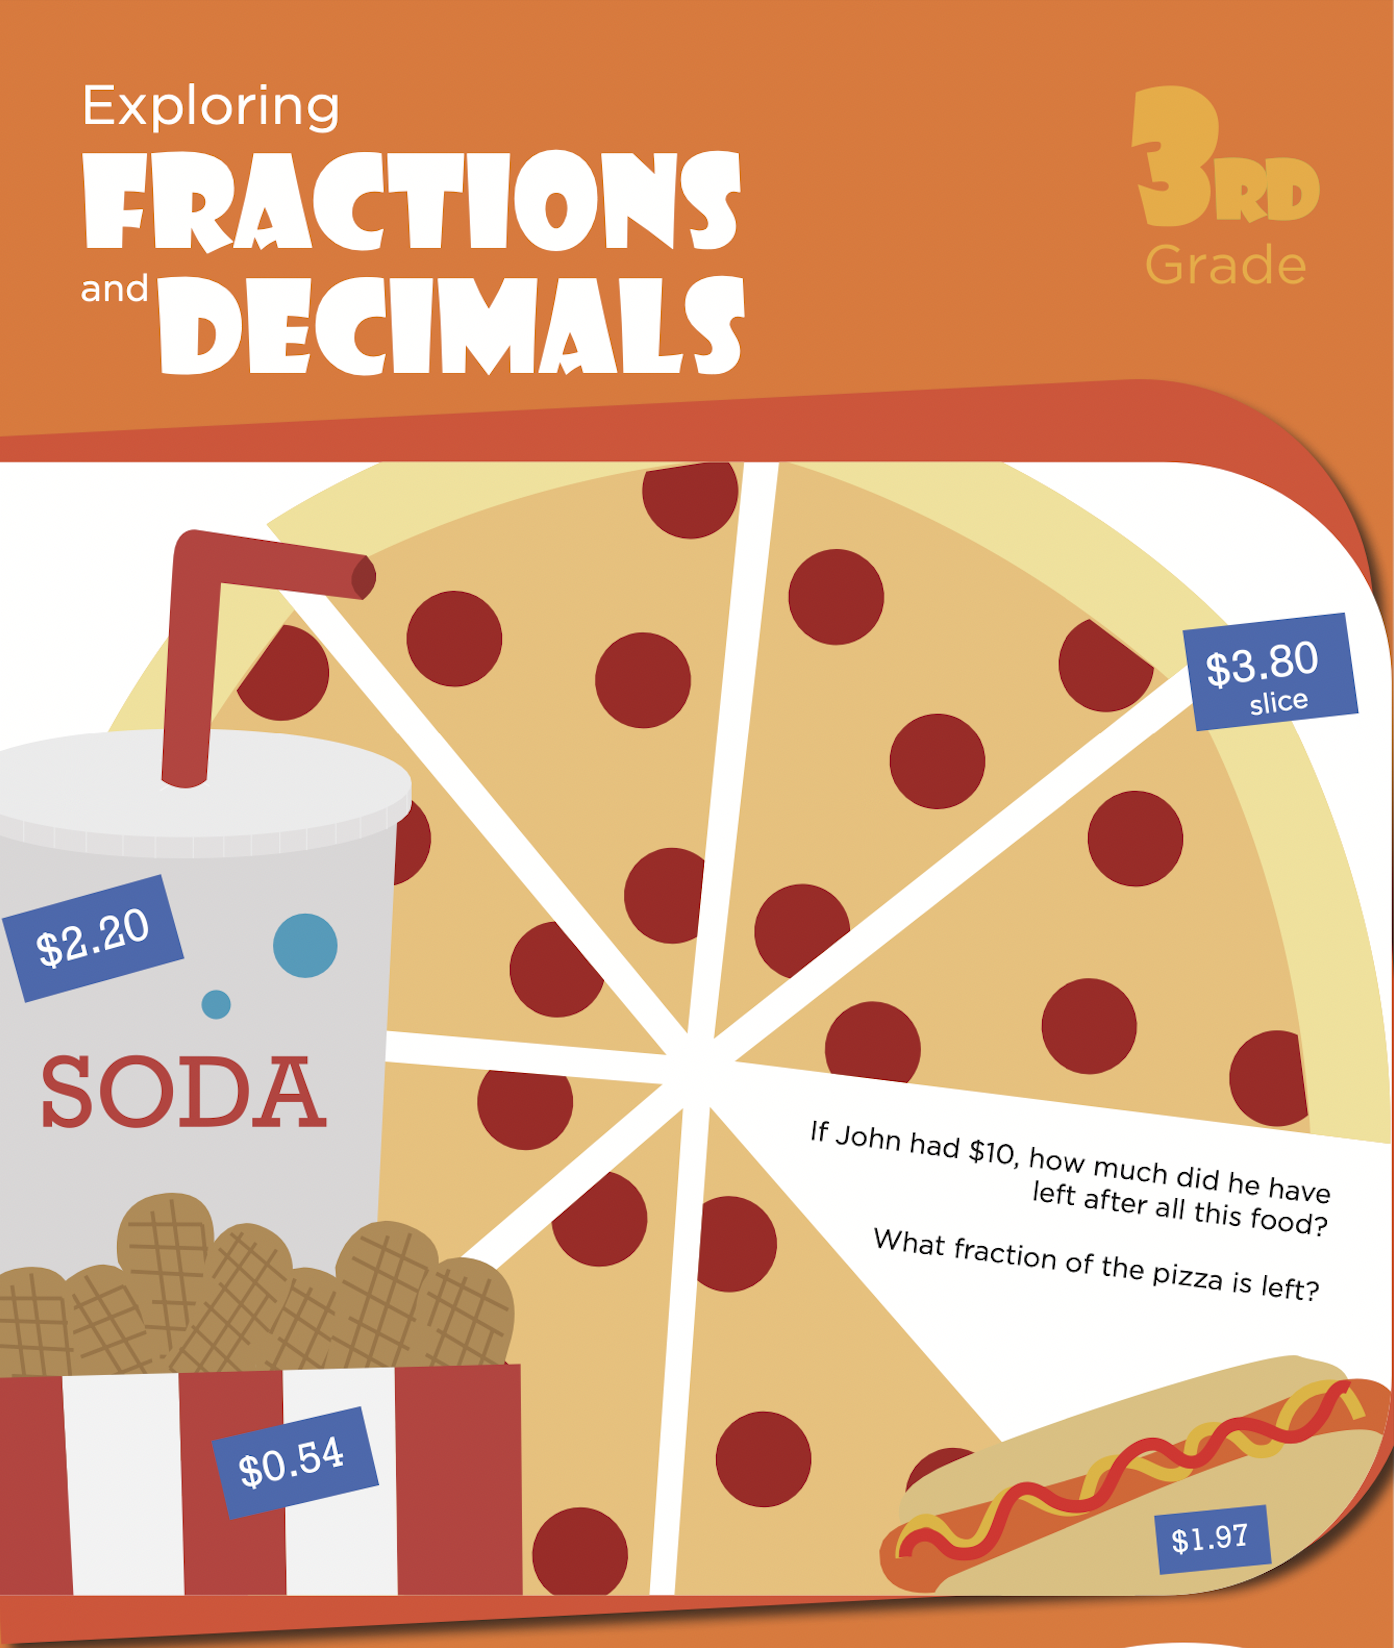 Exploring
FRACTIONS
and DECIMALS
3RD
Grade
$3.80
slice
$2.20
SODA
If John had $10, how much did he have
left after all this food?
What fraction of the pizza is left?
$0.54
$1.97